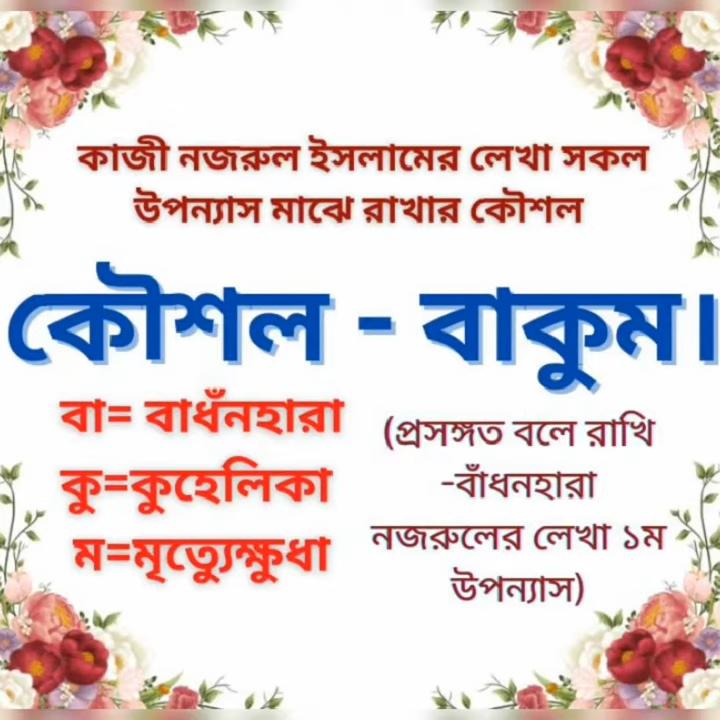 কাজী নজরুল ইসলামের লেখা সকল
উপন্যাস মাঝে রাখার কৌশল
কৌশল - বাকুম।
বা= বাধঁনহারা
কু=কুহেলিকা
ম=মৃত্যেুক্ষুধা
(প্রসঙ্গত বলে রাখি
-বাঁধনহারা
নজরুলের লেখা ১ম
উপন্যাস)